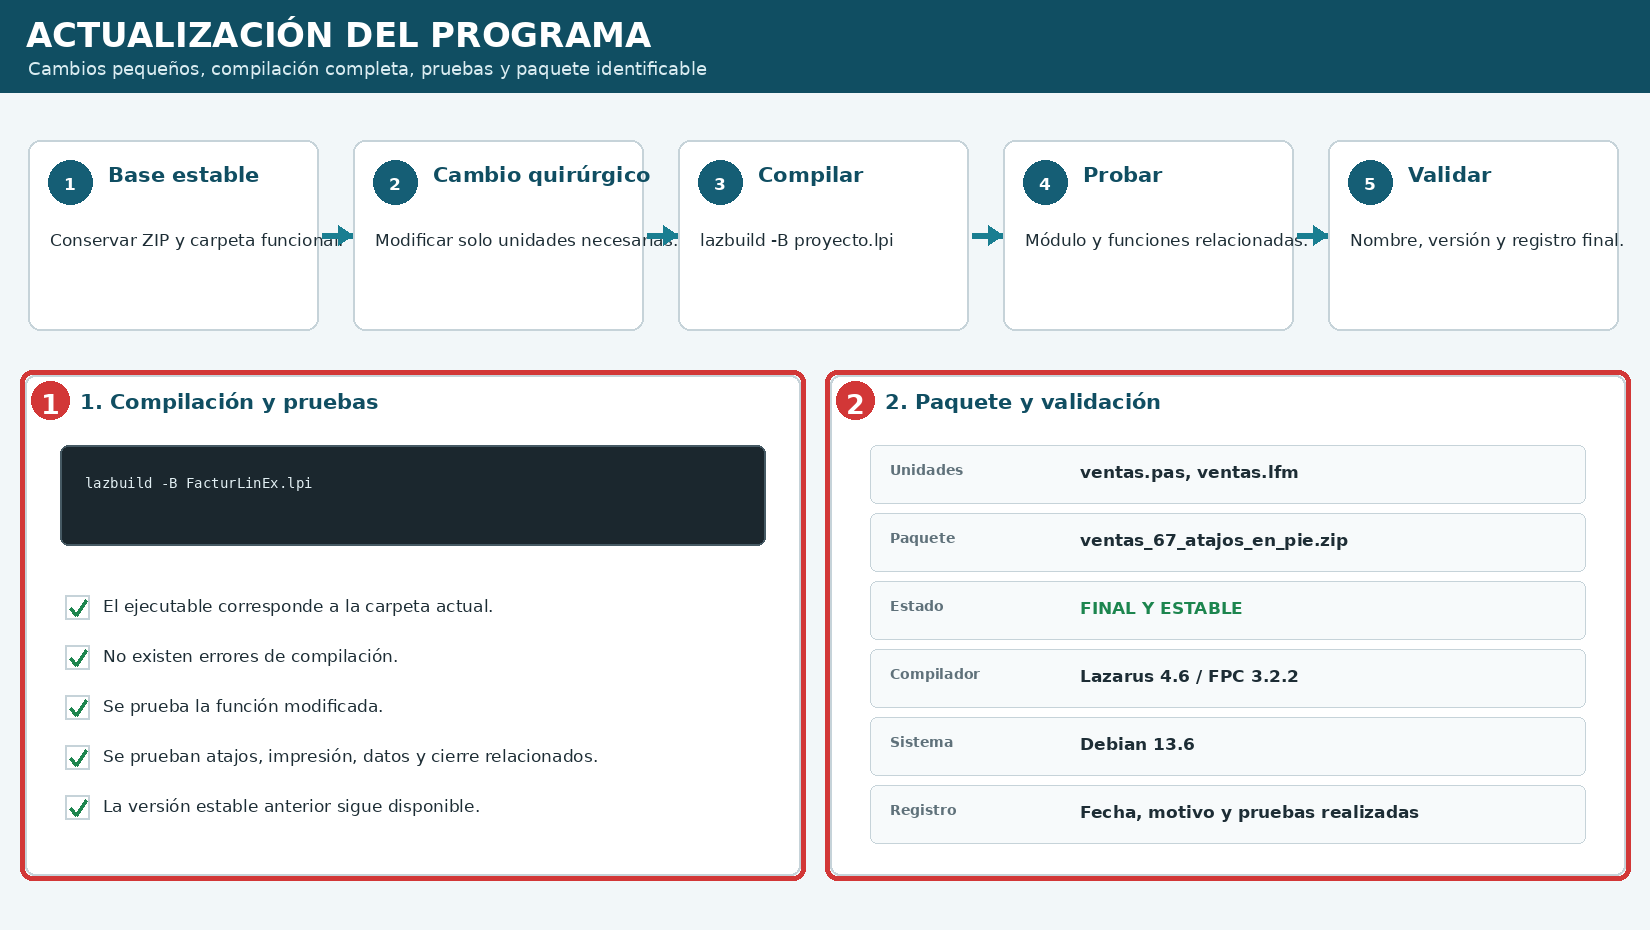 ACTUALIZACIÓN DEL PROGRAMA
Cambios pequeños, compilación completa, pruebas y paquete identificable
1 Base estable
Conservar ZIP y carpeta funcional.
2 Cambio quirúrgico
Modificar solo unidades necesarias.
3 Compilar
lazbuild -B proyecto.lpi
4 Probar
Módulo y funciones relacionadas.
5 Validar
Nombre, versión y registro final.
1 1. Compilación y pruebas
lazbuild -B FacturLinEx.lpi
El ejecutable corresponde a la carpeta actual.
No existen errores de compilación.
Se prueba la función modificada.
Se prueban atajos, impresión, datos y cierre relacionados.
La versión estable anterior sigue disponible.
2 2. Paquete y validación
Unidades ventas.pas, ventas.lfm
Paquete ventas_67_atajos_en_pie.zip
Estado FINAL Y ESTABLE
Compilador Lazarus 4.6 / FPC 3.2.2
Sistema Debian 13.6
Registro Fecha, motivo y pruebas realizadas